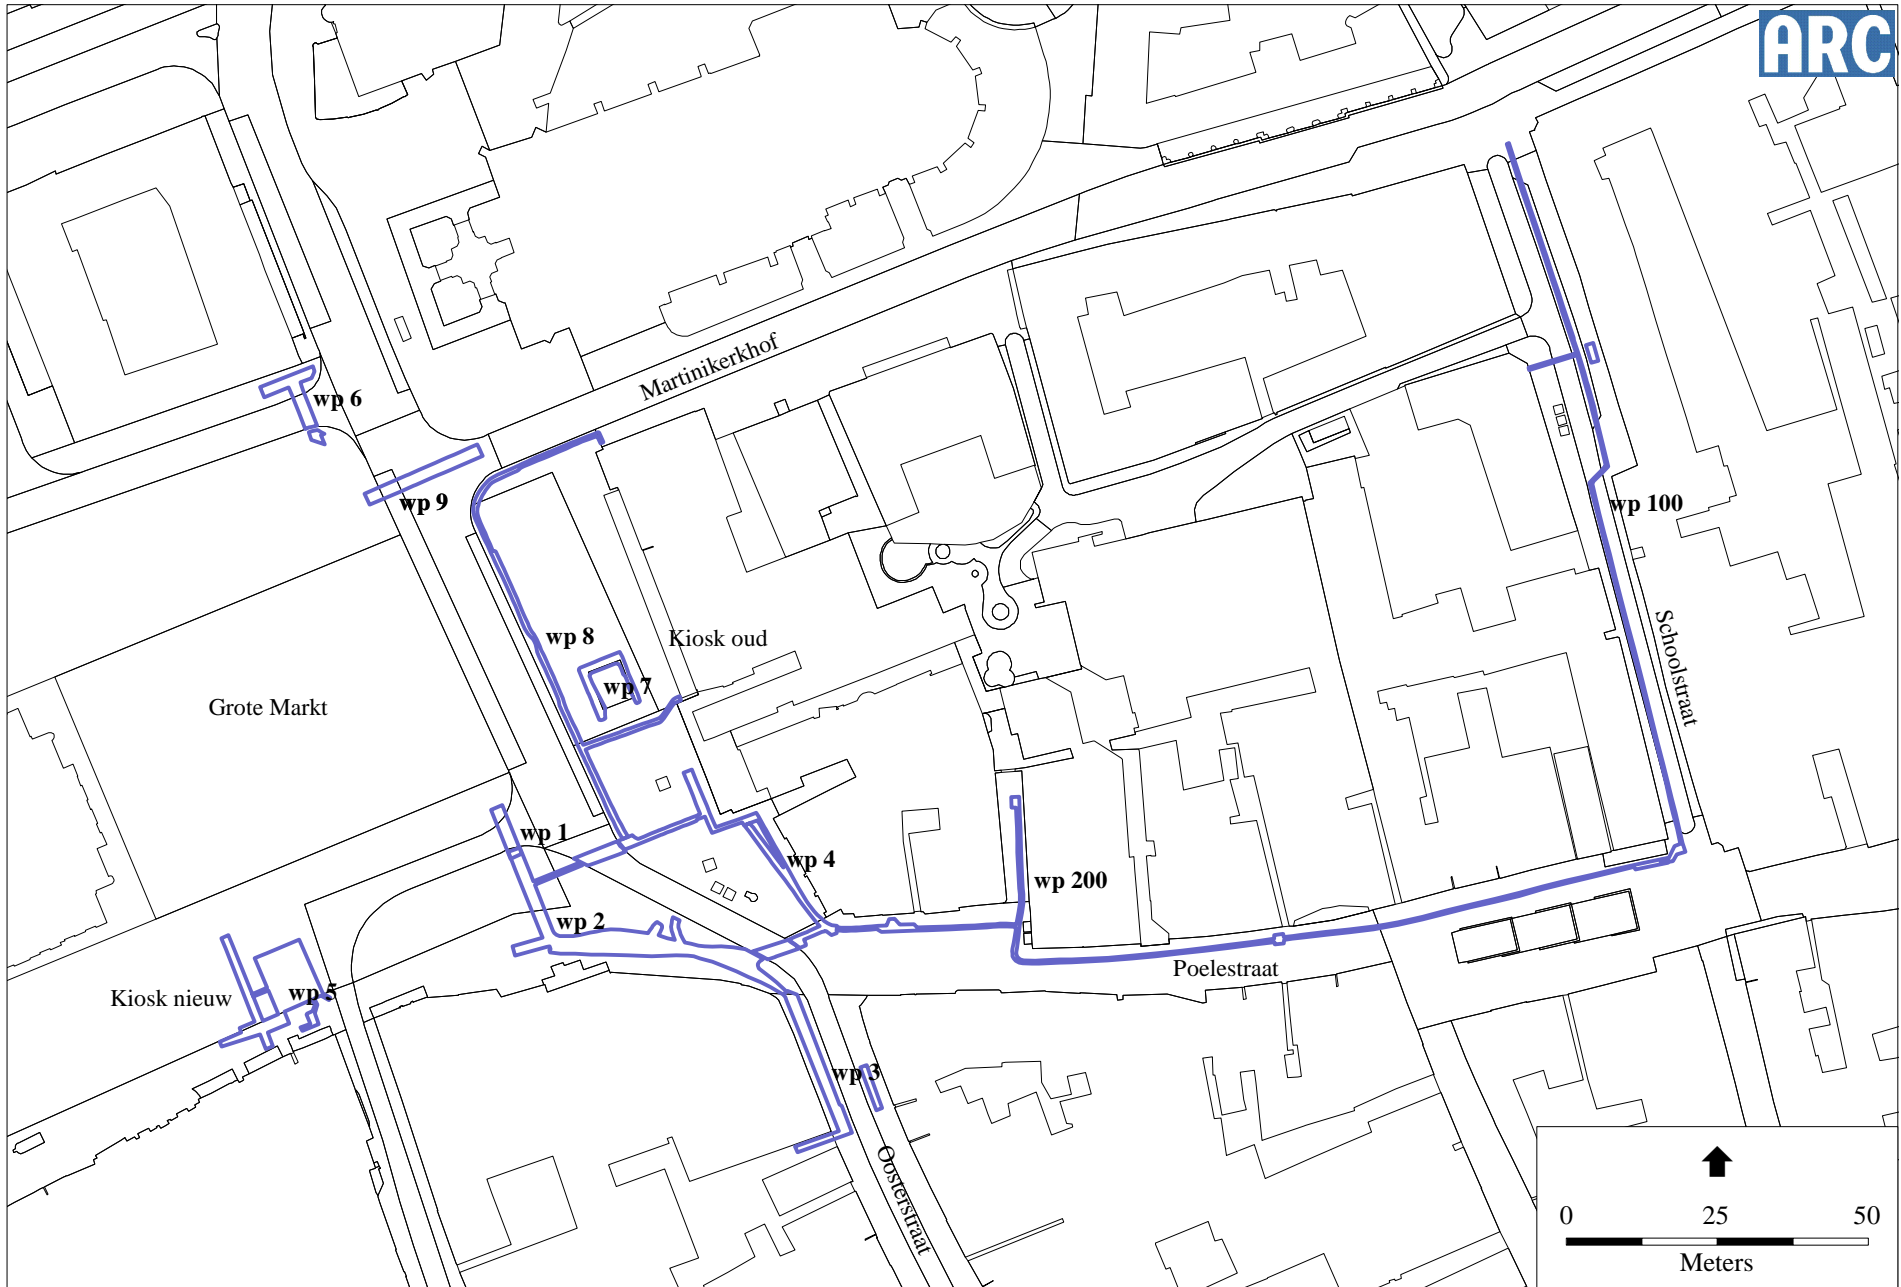 ARC
Martinikerkhof
wp 6
wp 9
wp 100
wp 8
Kiosk oud
Schoolstraat
wp 7
Grote Markt
wp 1
wp 4
wp 200
wp 2
Poelestraat
Kiosk nieuw
wp 5
wp 3
Oosterstraat
0 25 50
Meters